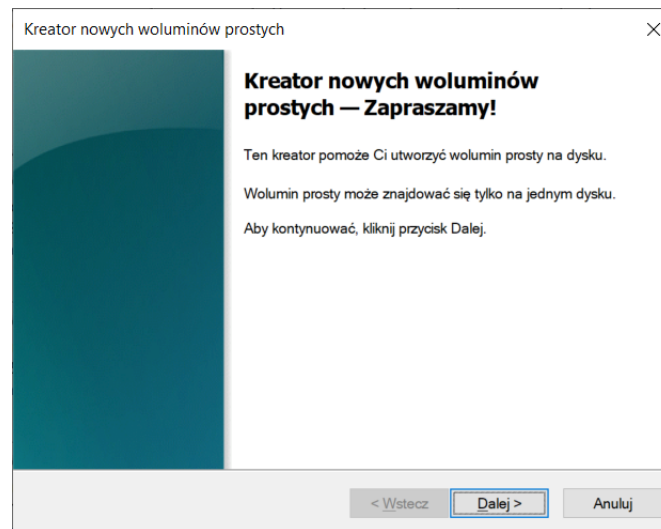 Kreator nowych woluminów prostych
Kreator nowych woluminów
prostych — Zapraszamy!
Ten kreator pomoże Ci utworzyć wolumin prosty na dysku.
Wolumin prosty może znajdować się tylko na jednym dysku.
Aby kontynuować, kliknij przycisk Dalej.
< Wstecz
Dalej >
Anuluj